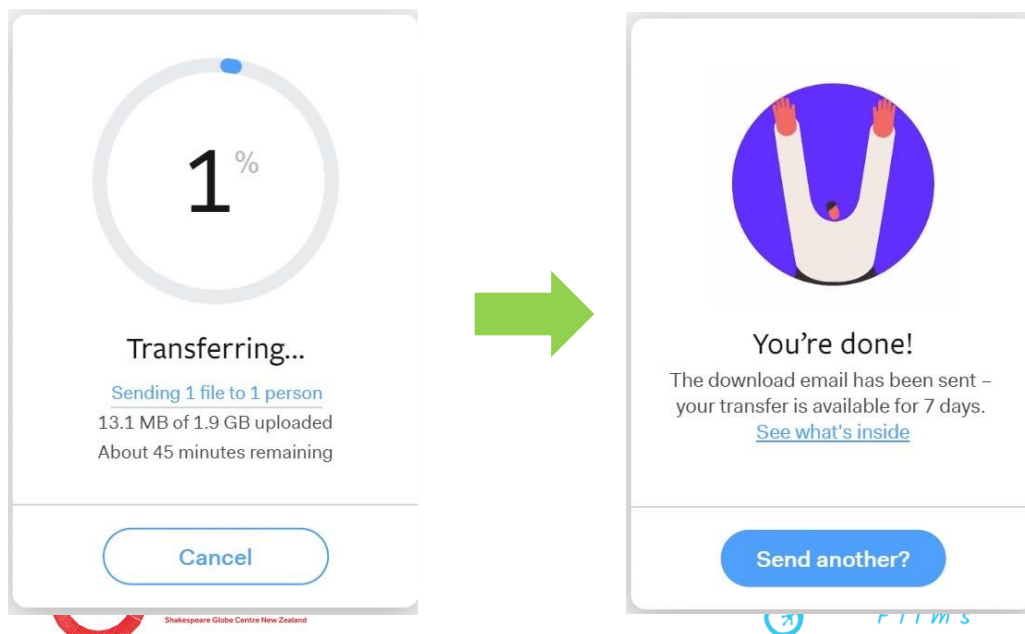 1 %
Transferring...
Sending 1 file to 1 person
13.1 MB of 1.9 GB uploaded
About 45 minutes remaining
Cancel
You're done!
The download email has been sent –
your transfer is available for 7 days.
See what's inside
Send another?
Shakespeare Globe Centre New Zealand
Films